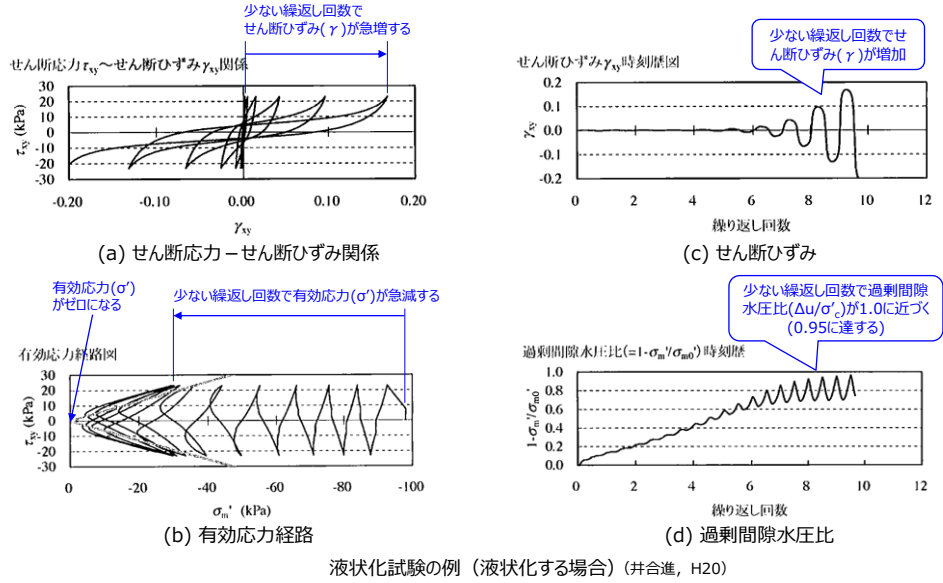 少ない繰返し回数で
せん断ひずみ(γ)が急増する
せん断応力τxy～せん断ひずみγxy関係
τxy (kPa)
30
20
10
0
-10
-20
-30
-0.20
-0.10
0.00
0.10
0.20
γxy
(a) せん断応力－せん断ひずみ関係
少ない繰返し回数でせ
ん断ひずみ(γ)が増加
せん断ひずみγxy時刻歴図
γxy
0.2
0.1
0.0
-0.1
-0.2
0
2
4
6
8
10
12
繰り返し回数
(c) せん断ひずみ
有効応力(σ')
がゼロになる
少ない繰返し回数で有効応力(σ')が急減する
有効応力経路図
τxy (kPa)
30
20
10
0
-10
-20
-30
0
-20
-40
-60
-80
-100
σm' (kPa)
(b) 有効応力経路
少ない繰返し回数で過剰間隙
水圧比(Δu/σ'c)が1.0に近づく
(0.95に達する)
過剰間隙水圧比(=1-σm'/σm0')時刻歴
1-σm'/σm0'
1.0
0.8
0.6
0.4
0.2
0.0
0
2
4
6
8
10
12
繰り返し回数
(d) 過剰間隙水圧比
液状化試験の例（液状化する場合）(井合進，H20)